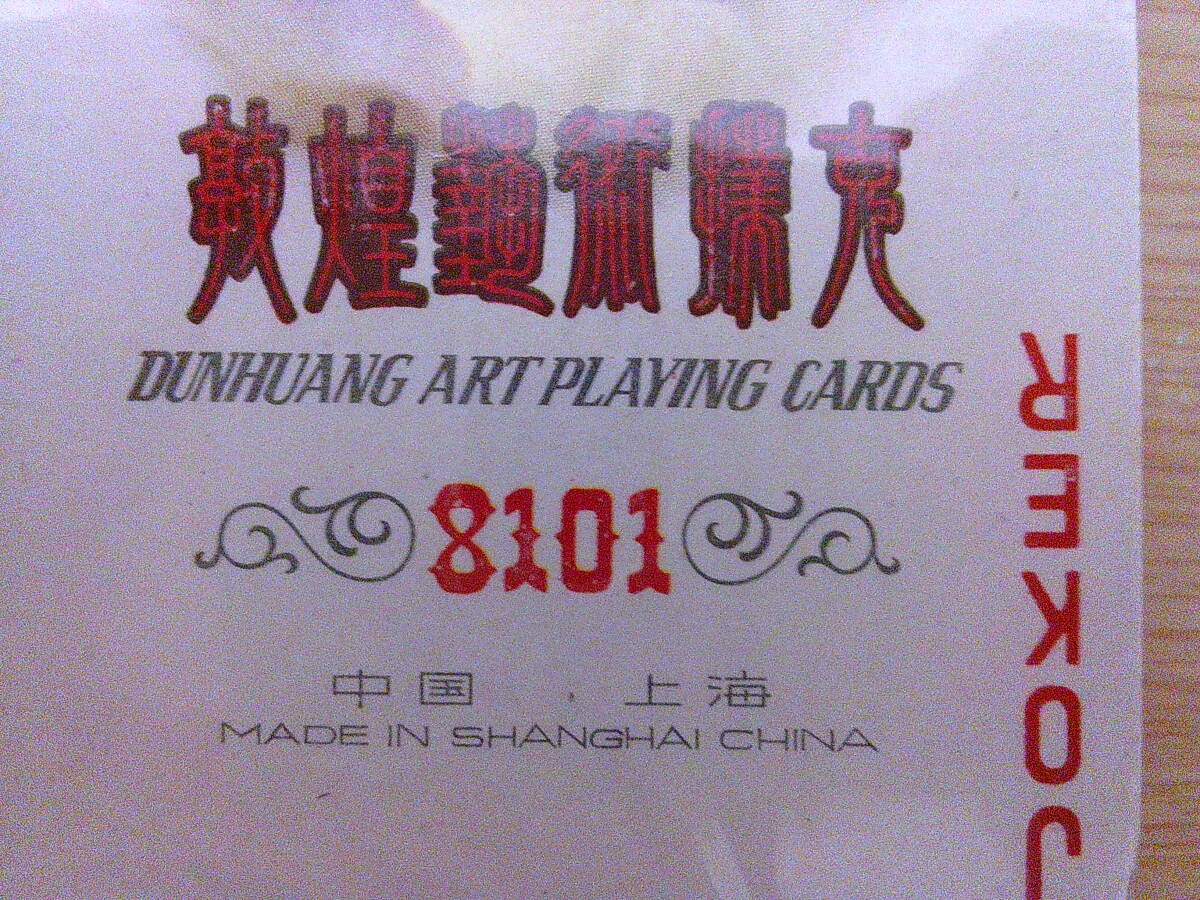 敦煌藝術撲克
DUNHUANG ART PLAYING CARDS
8101
中国·上海
MADE IN SHANGHAI CHINA
JOKER